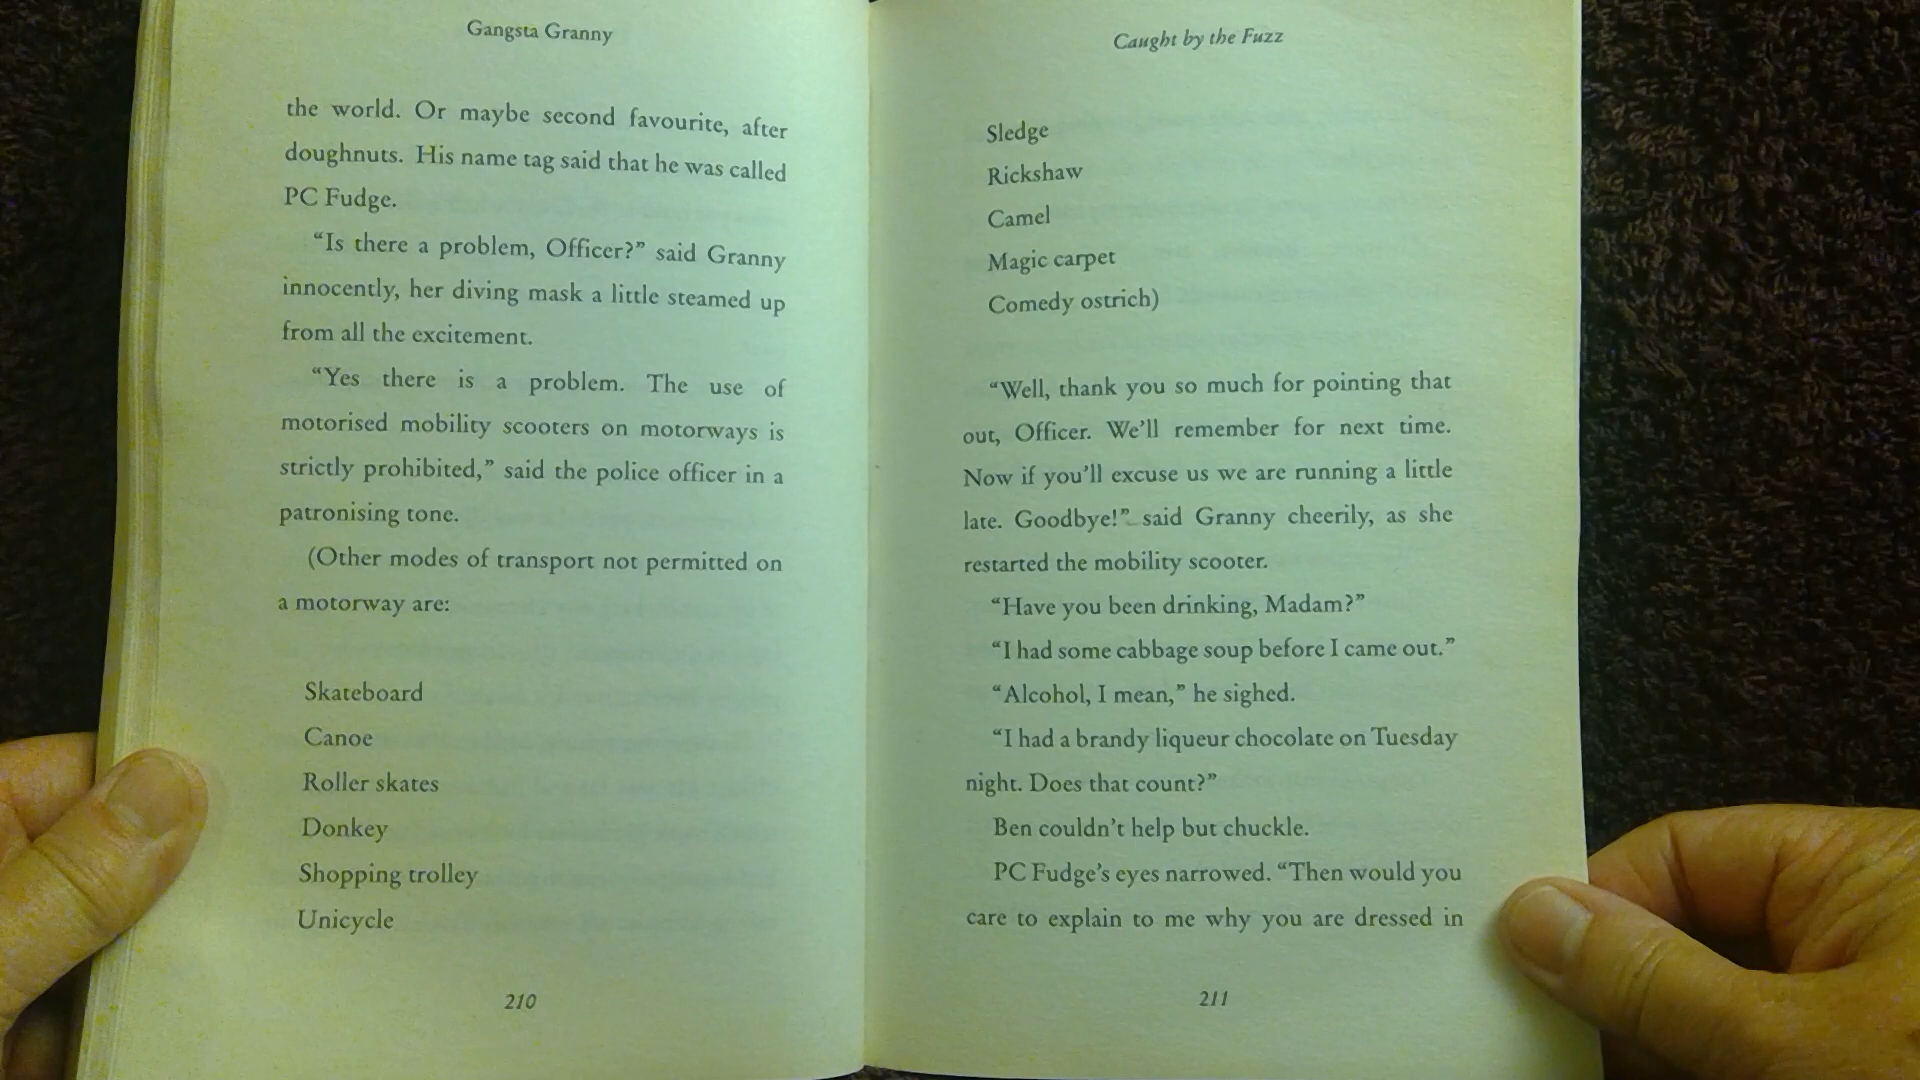 Gangsta Granny
the world. Or maybe second favourite, after
doughnuts. His name tag said that he was called
PC Fudge.
“Is there a problem, Officer?” said Granny
innocently, her diving mask a little steamed up
from all the excitement.
“Yes there is a problem. The use of
motorised mobility scooters on motorways is
strictly prohibited,” said the police officer in a
patronising tone.
(Other modes of transport not permitted on
a motorway are:
Skateboard
Canoe
Roller skates
Donkey
Shopping trolley
Unicycle
210
Caught by the Fuzz
Sledge
Rickshaw
Camel
Magic carpet
Comedy ostrich)
“Well, thank you so much for pointing that
out, Officer. We’ll remember for next time.
Now if you’ll excuse us we are running a little
late. Goodbye!” said Granny cheerily, as she
restarted the mobility scooter.
“Have you been drinking, Madam?”
“I had some cabbage soup before I came out.”
“Alcohol, I mean,” he sighed.
“I had a brandy liqueur chocolate on Tuesday
night. Does that count?”
Ben couldn’t help but chuckle.
PC Fudge’s eyes narrowed. “Then would you
care to explain to me why you are dressed in
211